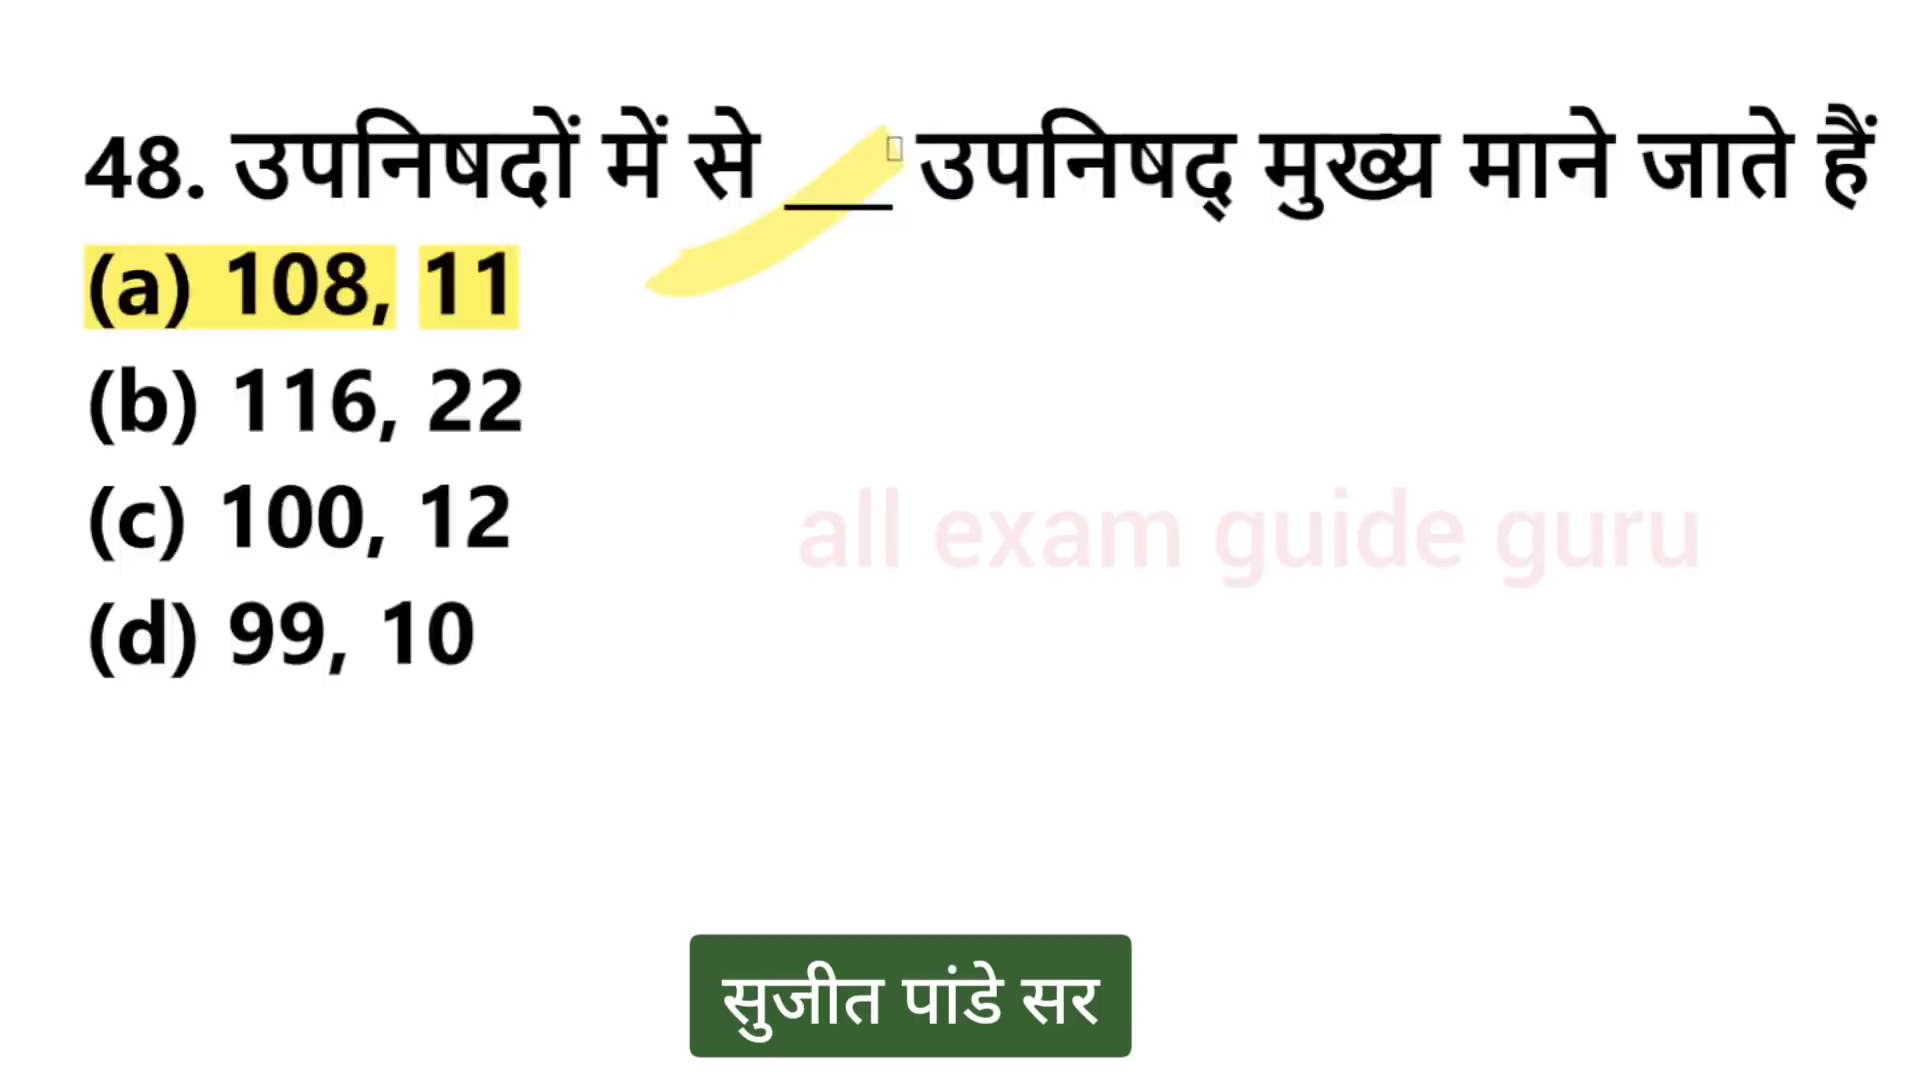 48. उपनिषदों में से ___ उपनिषद् मुख्य माने जाते हैं
(a) 108, 11
(b) 116, 22
(c) 100, 12
(d) 99, 10
all exam guide guru
सुजीत पांडे सर